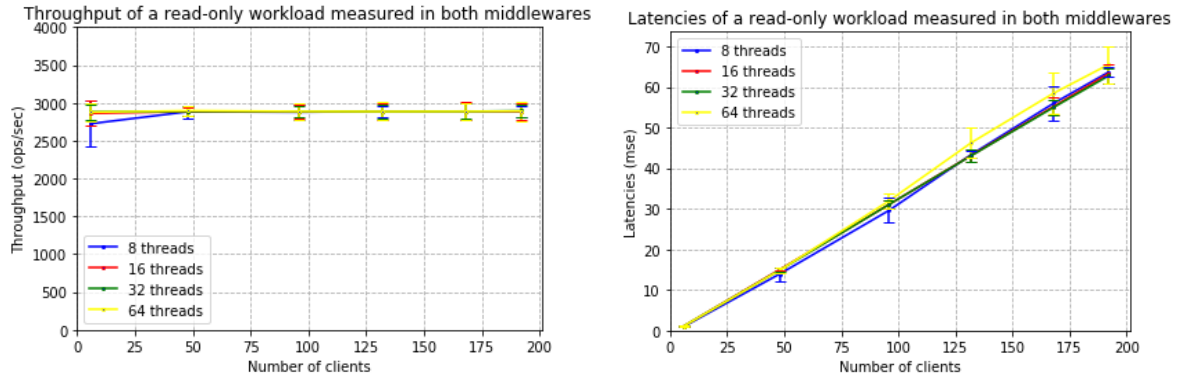 Throughput of a read-only workload measured in both middlewares
4000
3500
3000
2500
2000
1500
1000
500
0
Throughput (ops/sec)
8 threads
16 threads
32 threads
64 threads
0
25
50
75
100
125
150
175
200
Number of clients
Latencies of a read-only workload measured in both middlewares
70
60
50
40
30
20
10
0
Latencies (mse)
8 threads
16 threads
32 threads
64 threads
0
25
50
75
100
125
150
175
200
Number of clients